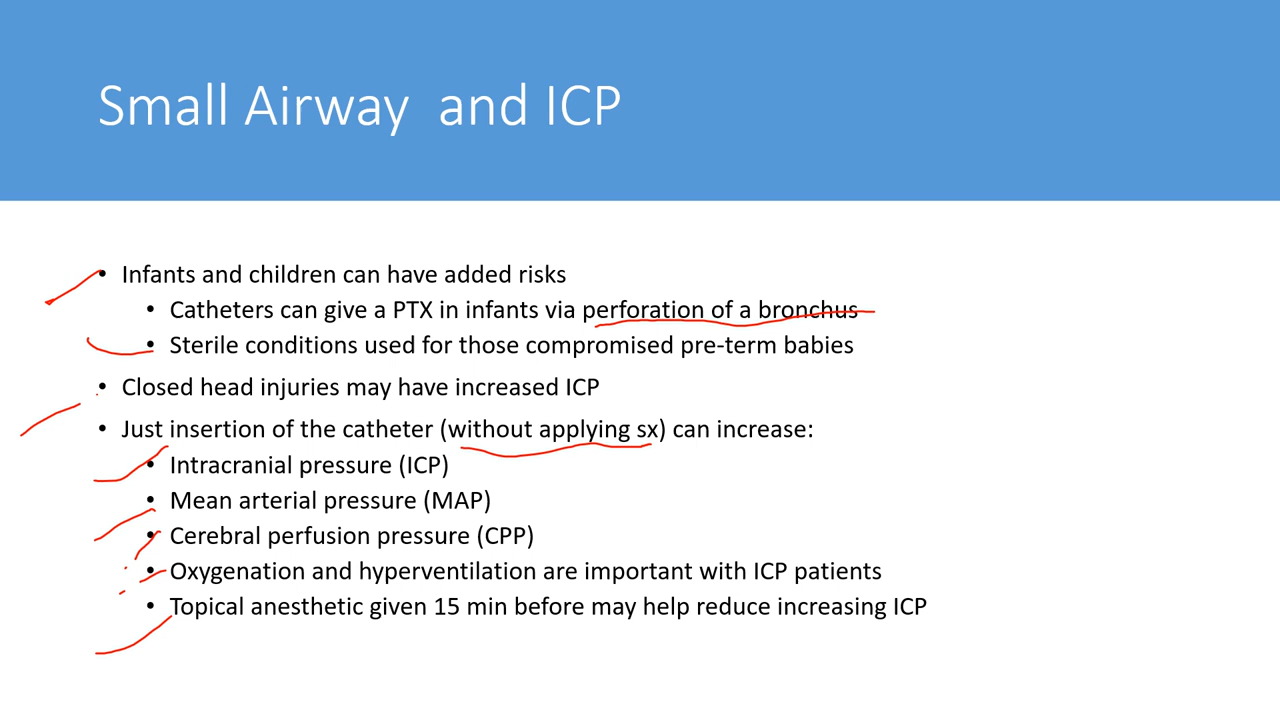 Small Airway and ICP
• Infants and children can have added risks
• Catheters can give a PTX in infants via perforation of a bronchus
• Sterile conditions used for those compromised pre-term babies
• Closed head injuries may have increased ICP
• Just insertion of the catheter (without applying sx) can increase:
• Intracranial pressure (ICP)
• Mean arterial pressure (MAP)
• Cerebral perfusion pressure (CPP)
• Oxygenation and hyperventilation are important with ICP patients
• Topical anesthetic given 15 min before may help reduce increasing ICP